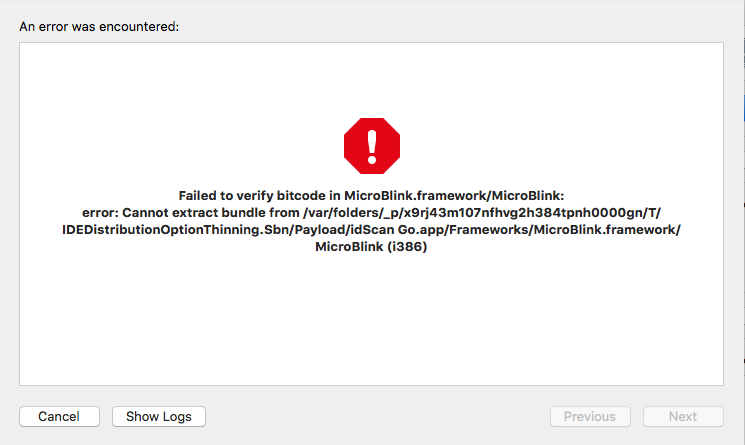 An error was encountered:
Failed to verify bitcode in MicroBlink.framework/MicroBlink:
error: Cannot extract bundle from /var/folders/_p/x9rj43m107nfhvg2h384tpnh0000gn/T/
IDEDistributionOptionThinning.Sbn/Payload/idScan Go.app/Frameworks/MicroBlink.framework/
MicroBlink (i386)
Cancel Show Logs Previous Next